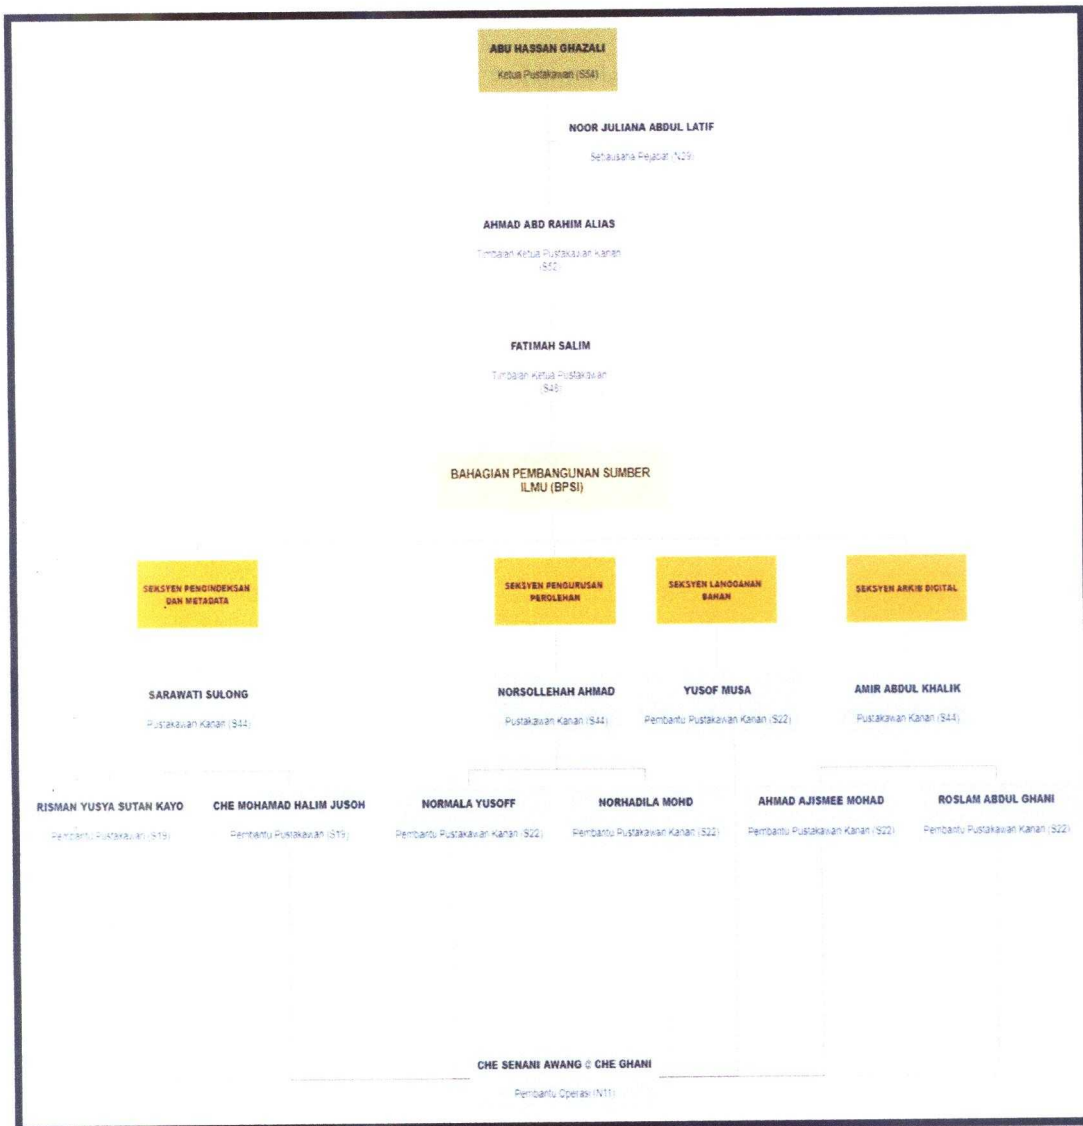 ABU HASSAN GHAZALI
Ketua Pustakawan (S54)
NOOR JULIANA ABDUL LATIF
Setiausaha Pejabat (N29)
AHMAD ABD RAHIM ALIAS
Timbalan Ketua Pustakawan Kanan
(S52)
FATIMAH SALIM
Timbalan Ketua Pustakawan
(S48)
BAHAGIAN PEMBANGUNAN SUMBER
ILMU (BPSI)
SEKSYEN PENGINDEKSAN
DAN METADATA
SEKSYEN PENGURUSAN
PEROLEHAN
SEKSYEN LANGGANAN
BAHAN
SEKSYEN ARKIB DIGITAL
SARAWATI SULONG
Pustakawan Kanan (S44)
NORSOLLEHAH AHMAD
Pustakawan Kanan (S44)
YUSOF MUSA
Pembantu Pustakawan Kanan (S22)
AMIR ABDUL KHALIK
Pustakawan Kanan (S44)
RISMAN YUSYA SUTAN KAYO
Pembantu Pustakawan (S19)
CHE MOHAMAD HALIM JUSOH
Pembantu Pustakawan (S19)
NORMALA YUSOFF
Pembantu Pustakawan Kanan (S22)
NORHADILA MOHD
Pembantu Pustakawan Kanan (S22)
AHMAD AJISMEE MOHAD
Pembantu Pustakawan Kanan (S22)
ROSLAM ABDUL GHANI
Pembantu Pustakawan Kanan (S22)
CHE SENANI AWANG @ CHE GHANI
Pembantu Operasi (N11)